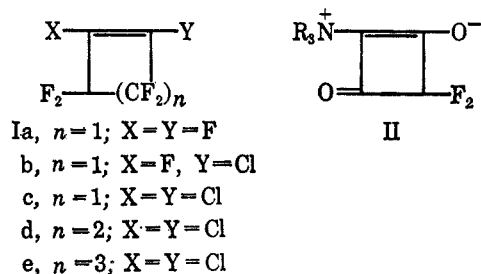 X Y R₃N⁺ O⁻
F₂ (CF₂)ₙ O F₂
Ia, n=1; X=Y=F II
b, n=1; X=F, Y=Cl
c, n=1; X=Y=Cl
d, n=2; X=Y=Cl
e, n=3; X=Y=Cl